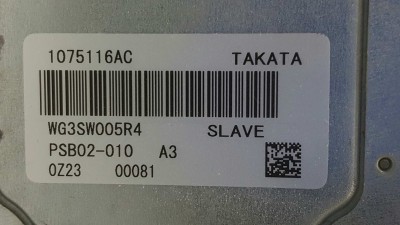 1075116AC TAKATA
WG3SW005R4 SLAVE
PSB02-010 A3
0Z23 00081